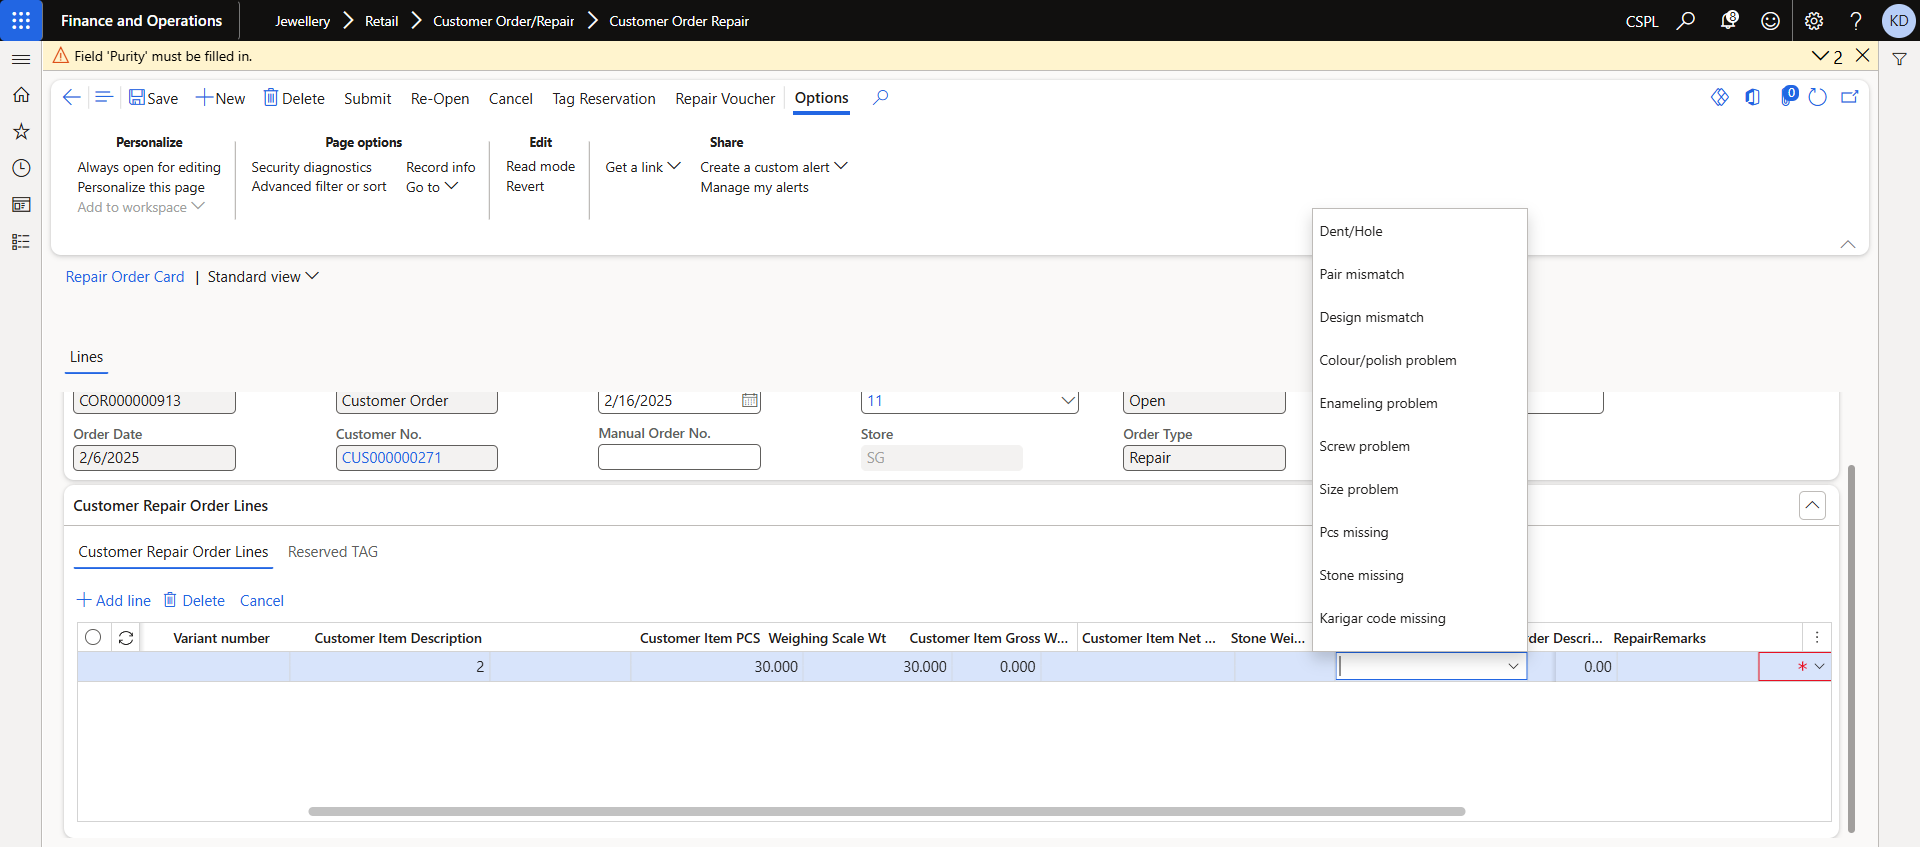 Finance and Operations
Jewellery
Retail
Customer Order/Repair
Customer Order Repair
CSPL
8
?
KD
Field 'Purity' must be filled in.
2
Save
New
Delete
Submit
Re-Open
Cancel
Tag Reservation
Repair Voucher
Options
0
Personalize
Always open for editing
Personalize this page
Add to workspace
Page options
Security diagnostics
Record info
Advanced filter or sort
Go to
Edit
Read mode
Revert
Share
Get a link
Create a custom alert
Manage my alerts
Repair Order Card | Standard view
Lines
COR000000913
Customer Order
2/16/2025
11
Open
Order Date
Customer No.
Manual Order No.
Store
Order Type
2/6/2025
CUS000000271
SG
Repair
Dent/Hole
Pair mismatch
Design mismatch
Colour/polish problem
Enameling problem
Screw problem
Size problem
Pcs missing
Stone missing
Karigar code missing
Customer Repair Order Lines
Customer Repair Order Lines
Reserved TAG
Add line
Delete
Cancel
Variant number
Customer Item Description
Customer Item PCS
Weighing Scale Wt
Customer Item Gross W...
Customer Item Net ...
Stone Wei...
der Descri...
RepairRemarks
2
30.000
30.000
0.000
0.00
*